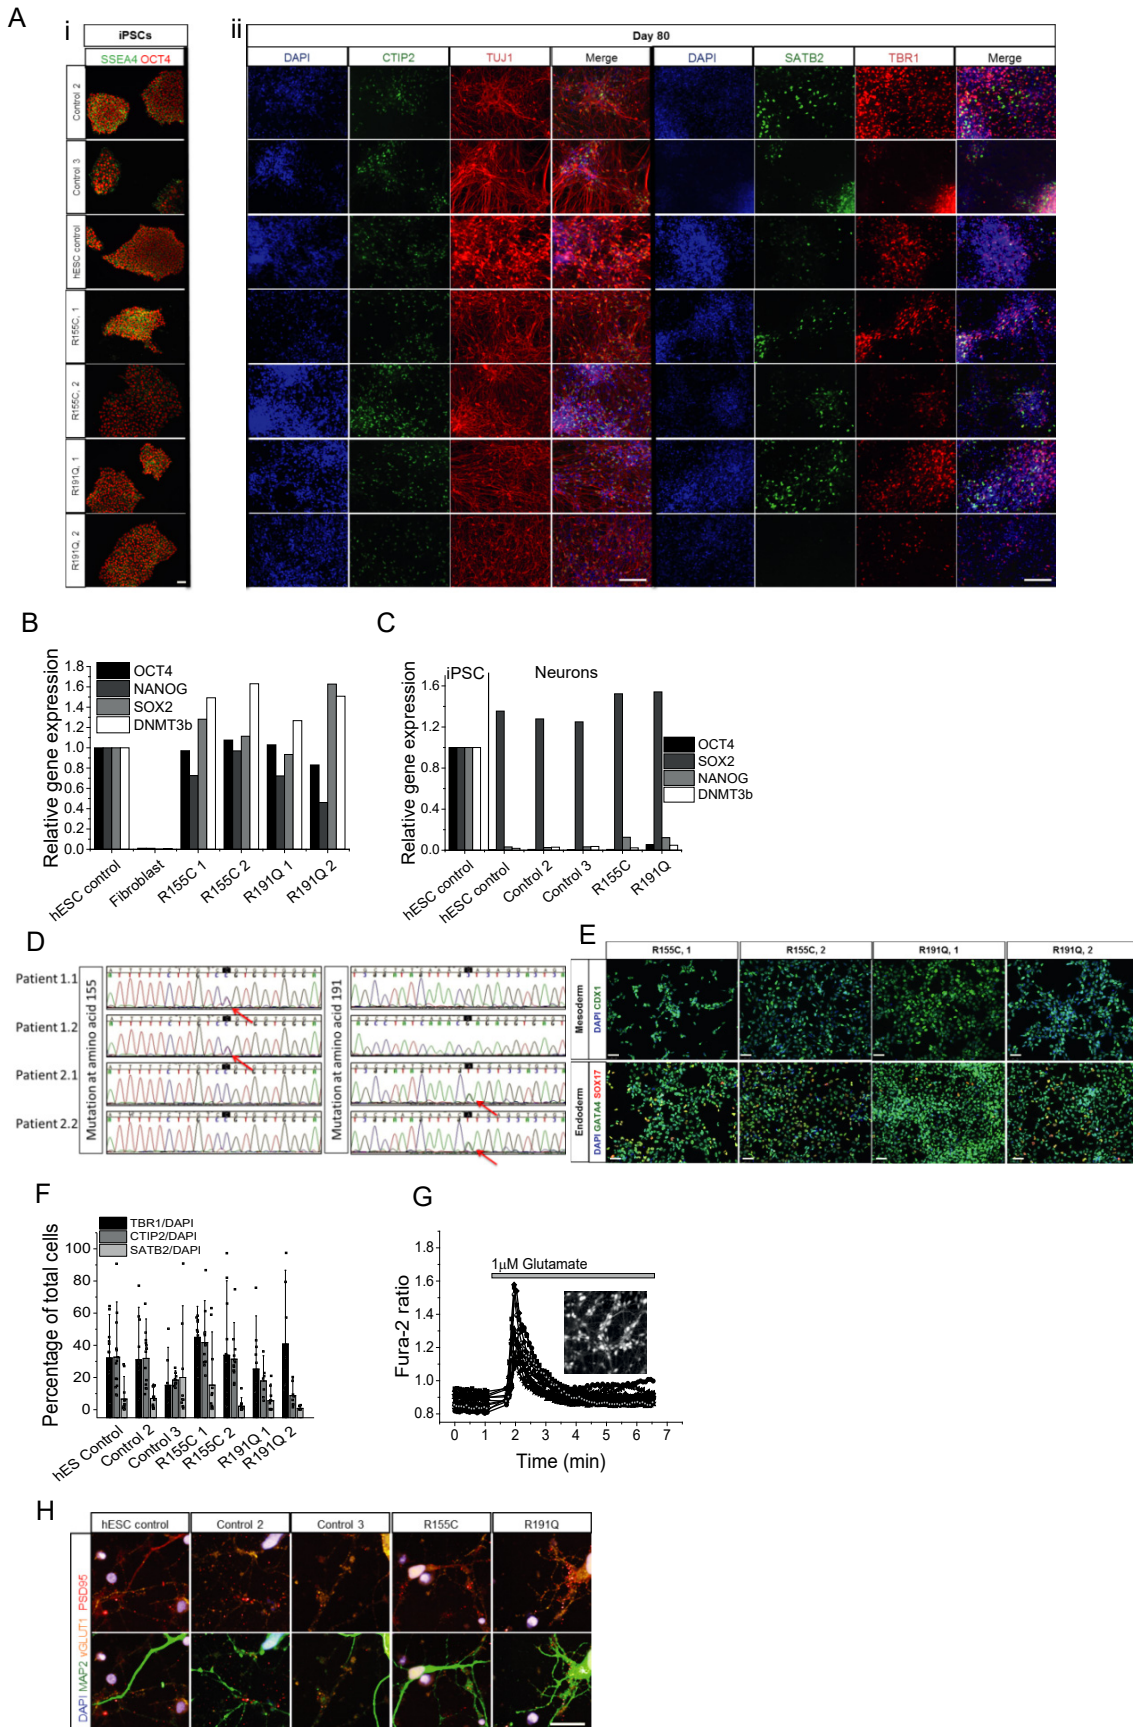 A
i
iPSCs
SSEA4 OCT4
Control 2
Control 3
hESC control
R155C, 1
R155C, 2
R191Q, 1
R191Q, 2
ii
Day 80
DAPI CTIP2 TUJ1 Merge DAPI SATB2 TBR1 Merge
B
Relative gene expression
1.8
1.6
1.4
1.2
1.0
0.8
0.6
0.4
0.2
0.0
OCT4
NANOG
SOX2
DNMT3b
hESC control
Fibroblast
R155C 1
R155C 2
R191Q 1
R191Q 2
C
Relative gene expression
1.6
1.2
0.8
0.4
0.0
iPSC Neurons
OCT4
SOX2
NANOG
DNMT3b
hESC control
hESC control
Control 2
Control 3
R155C
R191Q
D
Patient 1.1
Patient 1.2
Patient 2.1
Patient 2.2
Mutation at amino acid 155
Mutation at amino acid 191
E
R155C, 1 R155C, 2 R191Q, 1 R191Q, 2
Mesoderm
DAPI CDX1
Endoderm
DAPI GATA4 SOX17
F
Percentage of total cells
100
80
60
40
20
0
TBR1/DAPI
CTIP2/DAPI
SATB2/DAPI
hES Control
Control 2
Control 3
R155C 1
R155C 2
R191Q 1
R191Q 2
G
Fura-2 ratio
1.8
1.6
1.4
1.2
1.0
0.8
1µM Glutamate
0 1 2 3 4 5 6 7
Time (min)
H
hESC control Control 2 Control 3 R155C R191Q
DAPI MAP2 vGLUT1 PSD95